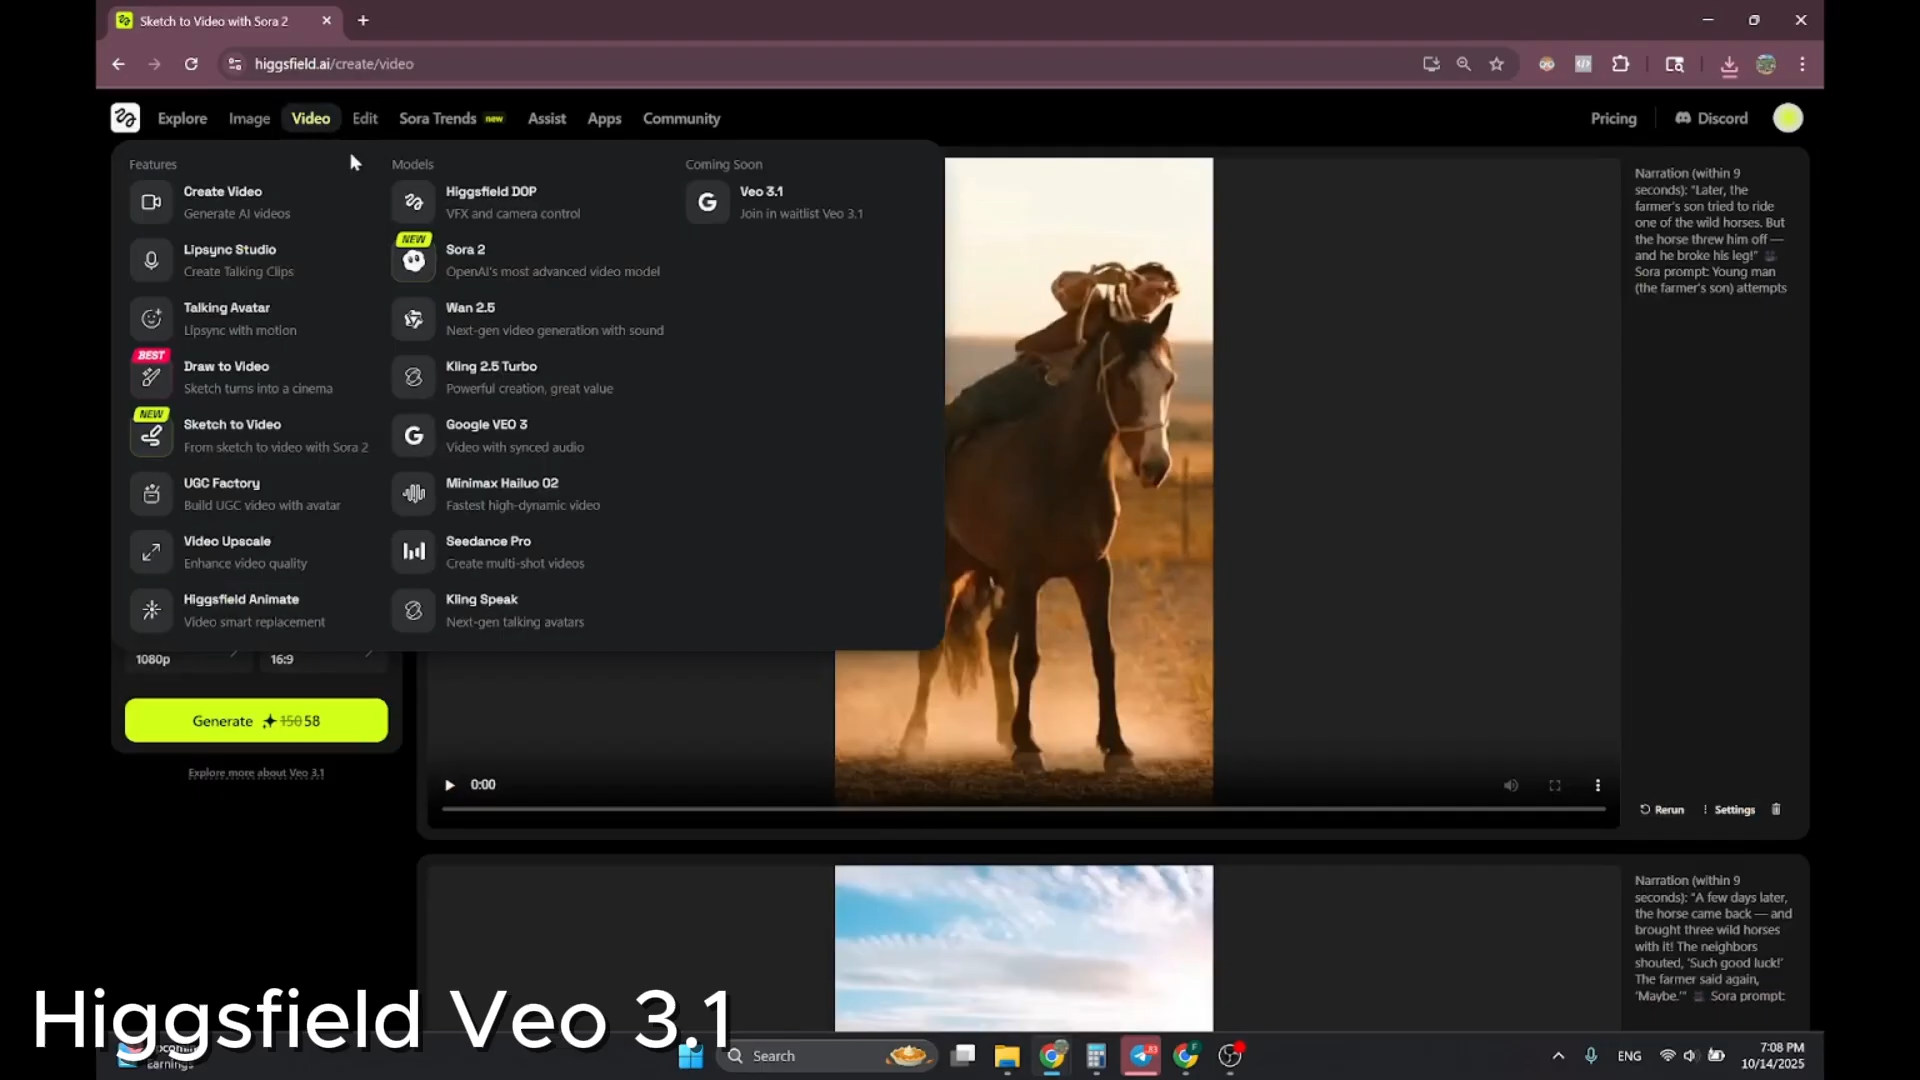 Sketch to Video with Sora 2
higgsfield.ai/create/video
Explore
Image
Video
Edit
Sora Trends new
Assist
Apps
Community
Pricing
Discord
Features
Create Video
Generate AI videos
Lipsync Studio
Create Talking Clips
Talking Avatar
Lipsync with motion
BEST
Draw to Video
Sketch turns into a cinema
NEW
Sketch to Video
From sketch to video with Sora 2
UGC Factory
Build UGC video with avatar
Video Upscale
Enhance video quality
Higgsfield Animate
Video smart replacement
Models
Higgsfield DOP
VFX and camera control
NEW
Sora 2
OpenAI's most advanced video model
Wan 2.5
Next-gen video generation with sound
Kling 2.5 Turbo
Powerful creation, great value
Google VEO 3
Video with synced audio
Minimax Hailuo 02
Fastest high-dynamic video
Seedance Pro
Create multi-shot videos
Kling Speak
Next-gen talking avatars
Coming Soon
Veo 3.1
Join in waitlist Veo 3.1
1080p
16:9
Generate 150 58
Explore more about Veo 3.1
0:00
Narration (within 9
seconds): "Later, the
farmer's son tried to ride
one of the wild horses. But
the horse threw him off —
and he broke his leg!"
Sora prompt: Young man
(the farmer's son) attempts
Rerun
Settings
Narration (within 9
seconds): "A few days later,
the horse came back — and
brought three wild horses
with it! The neighbors
shouted, 'Such good luck!'
The farmer said again,
'Maybe.'" Sora prompt:
Higgsfield Veo 3.1
earnings
Search
33
ENG
7:08 PM
10/14/2025